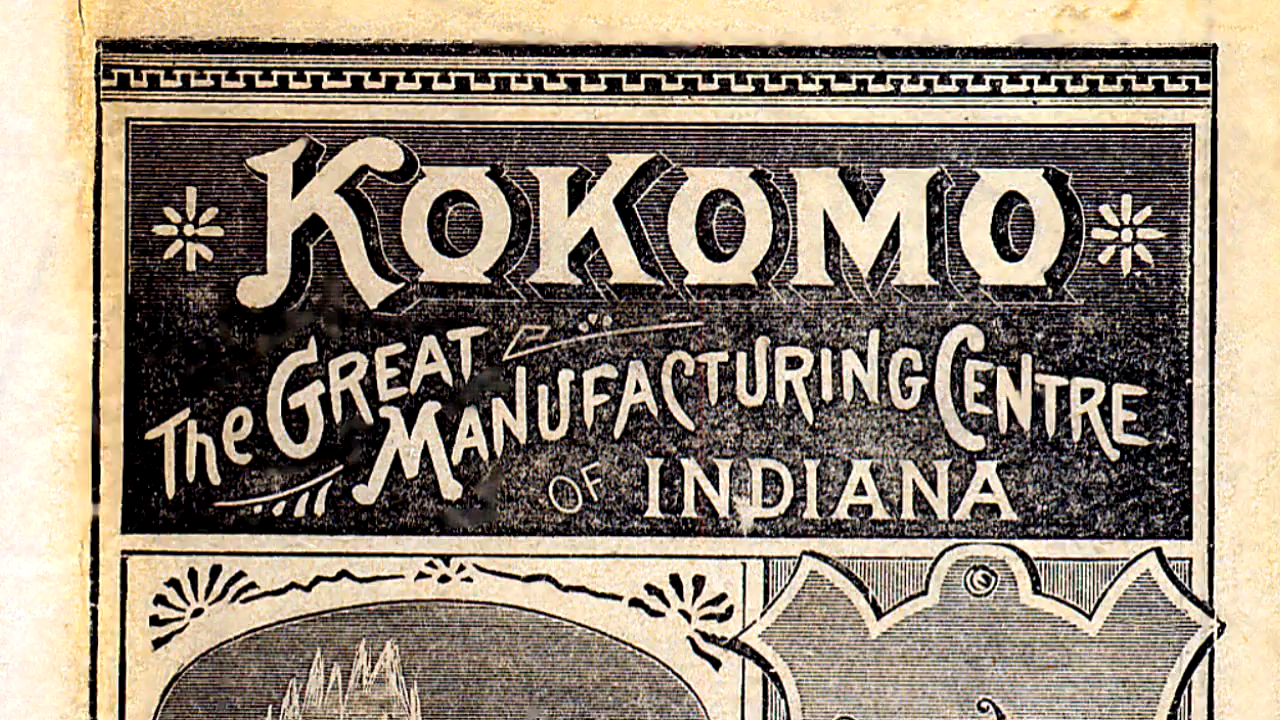 KOKOMO
The GREAT
MANUFACTURING CENTRE
OF INDIANA